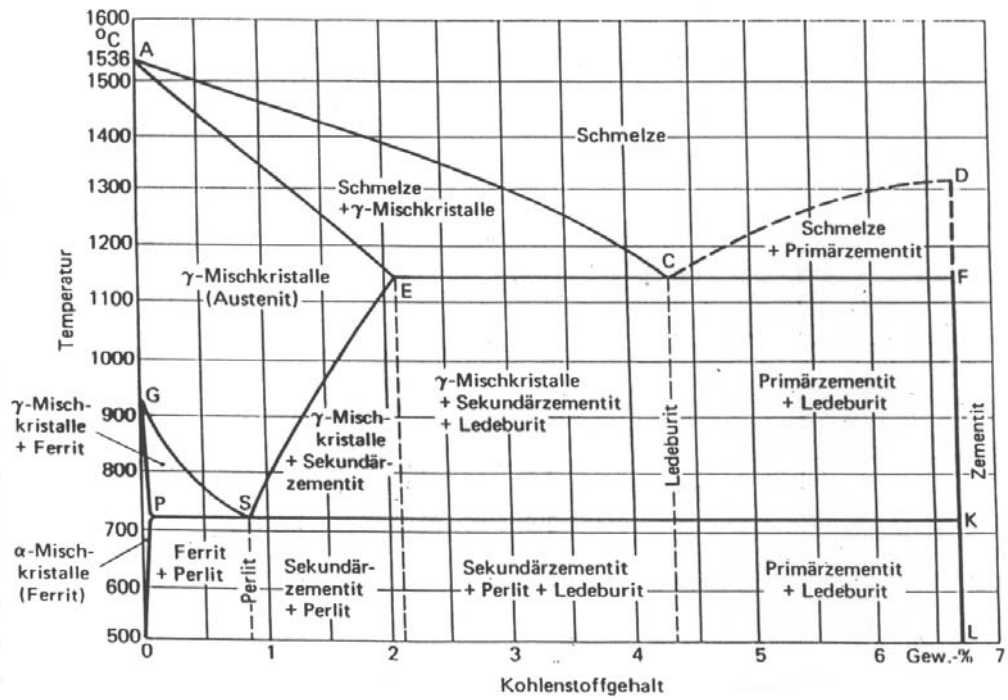 1600
°C
1536
1500
1400
1300
1200
1100
1000
900
800
700
600
500
Temperatur
A
Schmelze
Schmelze
+γ-Mischkristalle
D
Schmelze
+ Primärzementit
C
E
F
γ-Mischkristalle
(Austenit)
G
γ-Misch-
kristalle
+ Ferrit
γ-Misch-
kristalle
+ Sekundär-
zementit
γ-Mischkristalle
+ Sekundärzementit
+ Ledeburit
Ledeburit
Primärzementit
+ Ledeburit
Zementit
P
S
K
α-Misch-
kristalle
(Ferrit)
Ferrit
+ Perlit
Perlit
Sekundär-
zementit
+ Perlit
Sekundärzementit
+ Perlit + Ledeburit
Primärzementit
+ Ledeburit
L
0 1 2 3 4 5 6 Gew.-% 7
Kohlenstoffgehalt